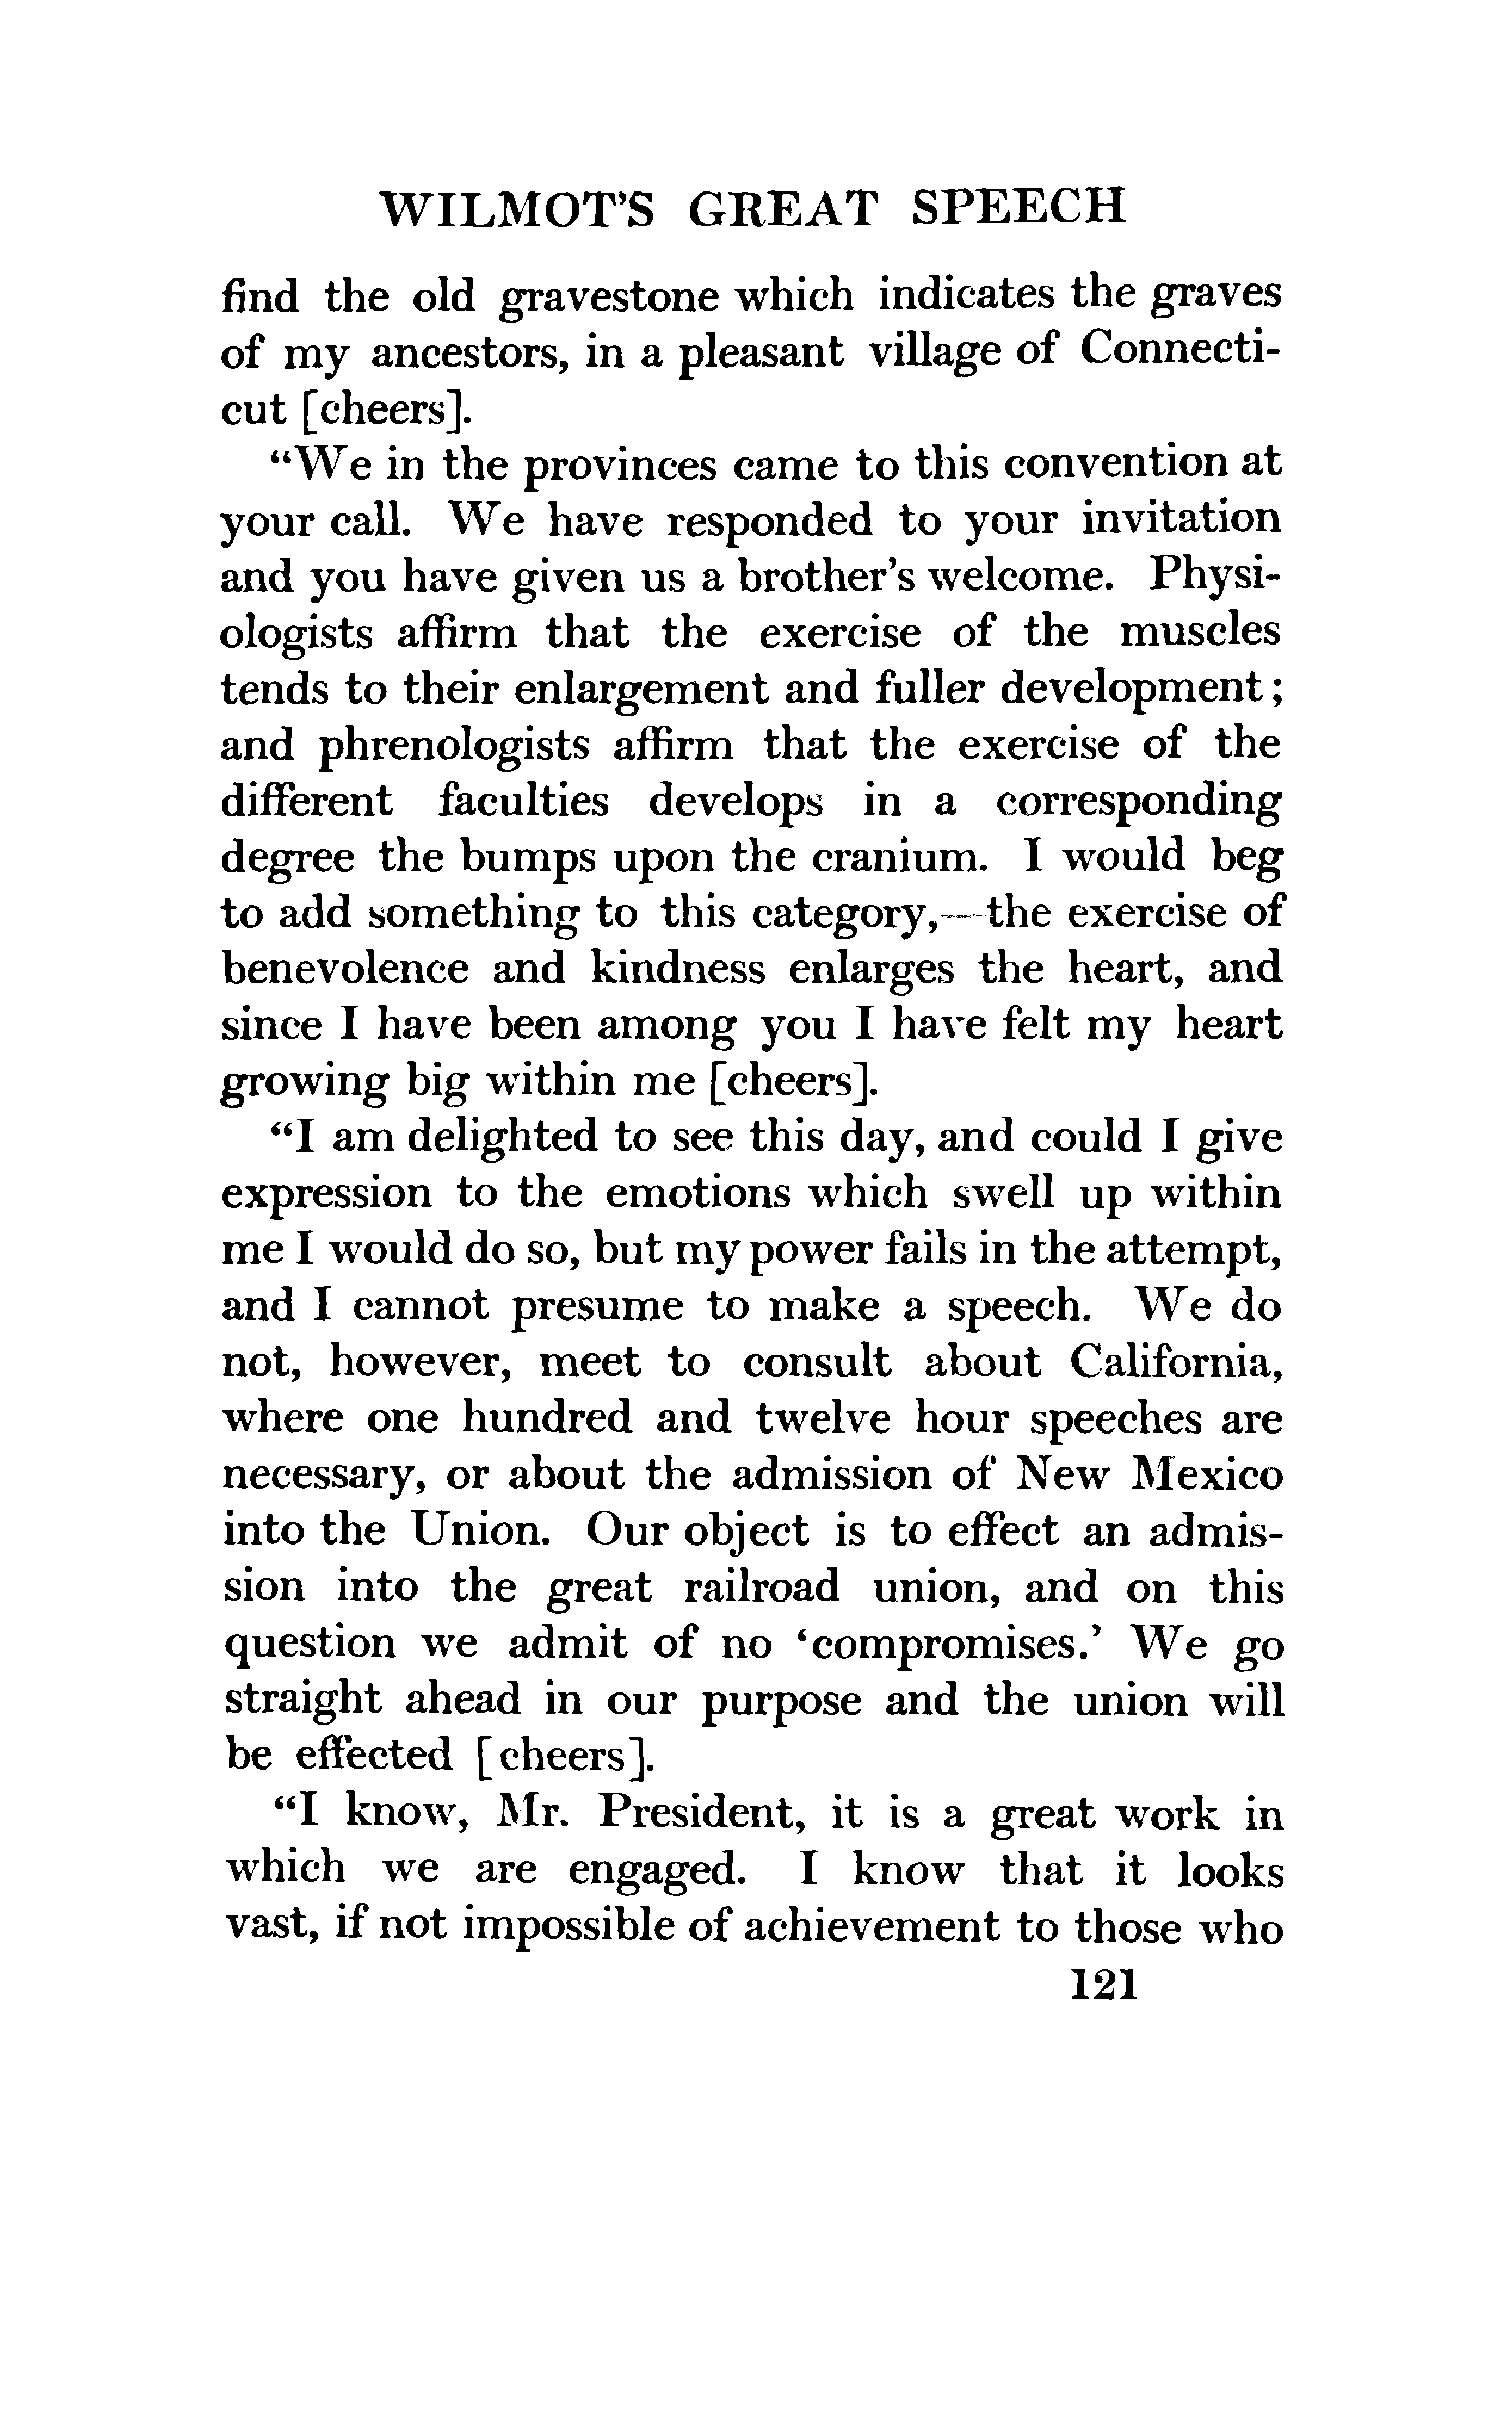 WILMOT'S GREAT SPEECH
find the old gravestone which indicates the graves
of my ancestors, in a pleasant village of Connecti-
cut [cheers].
"We in the provinces came to this convention at
your call. We have responded to your invitation
and you have given us a brother's welcome. Physi-
ologists affirm that the exercise of the muscles
tends to their enlargement and fuller development;
and phrenologists affirm that the exercise of the
different faculties develops in a corresponding
degree the bumps upon the cranium. I would beg
to add something to this category,—the exercise of
benevolence and kindness enlarges the heart, and
since I have been among you I have felt my heart
growing big within me [cheers].
"I am delighted to see this day, and could I give
expression to the emotions which swell up within
me I would do so, but my power fails in the attempt,
and I cannot presume to make a speech. We do
not, however, meet to consult about California,
where one hundred and twelve hour speeches are
necessary, or about the admission of New Mexico
into the Union. Our object is to effect an admis-
sion into the great railroad union, and on this
question we admit of no 'compromises.' We go
straight ahead in our purpose and the union will
be effected [cheers].
"I know, Mr. President, it is a great work in
which we are engaged. I know that it looks
vast, if not impossible of achievement to those who
121